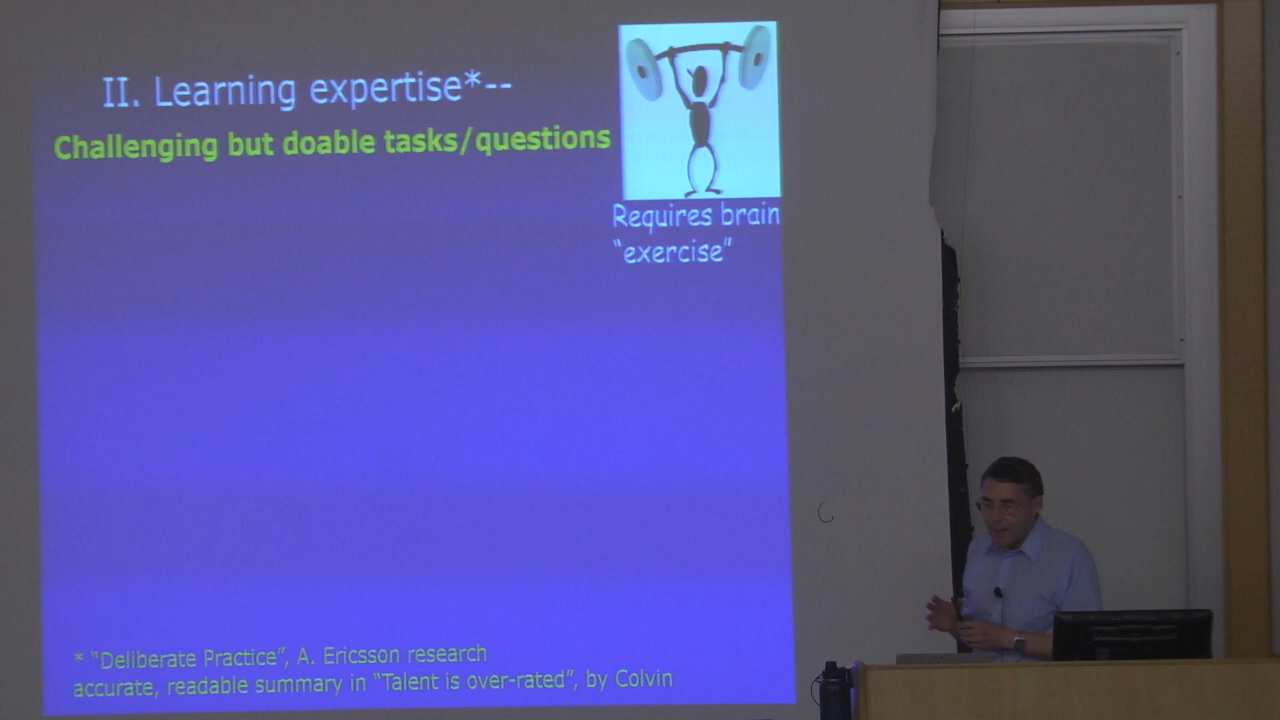 II. Learning expertise*--
Challenging but doable tasks/questions
Requires brain
“exercise”
* “Deliberate Practice”, A. Ericsson research
accurate, readable summary in “Talent is over-rated”, by Colvin